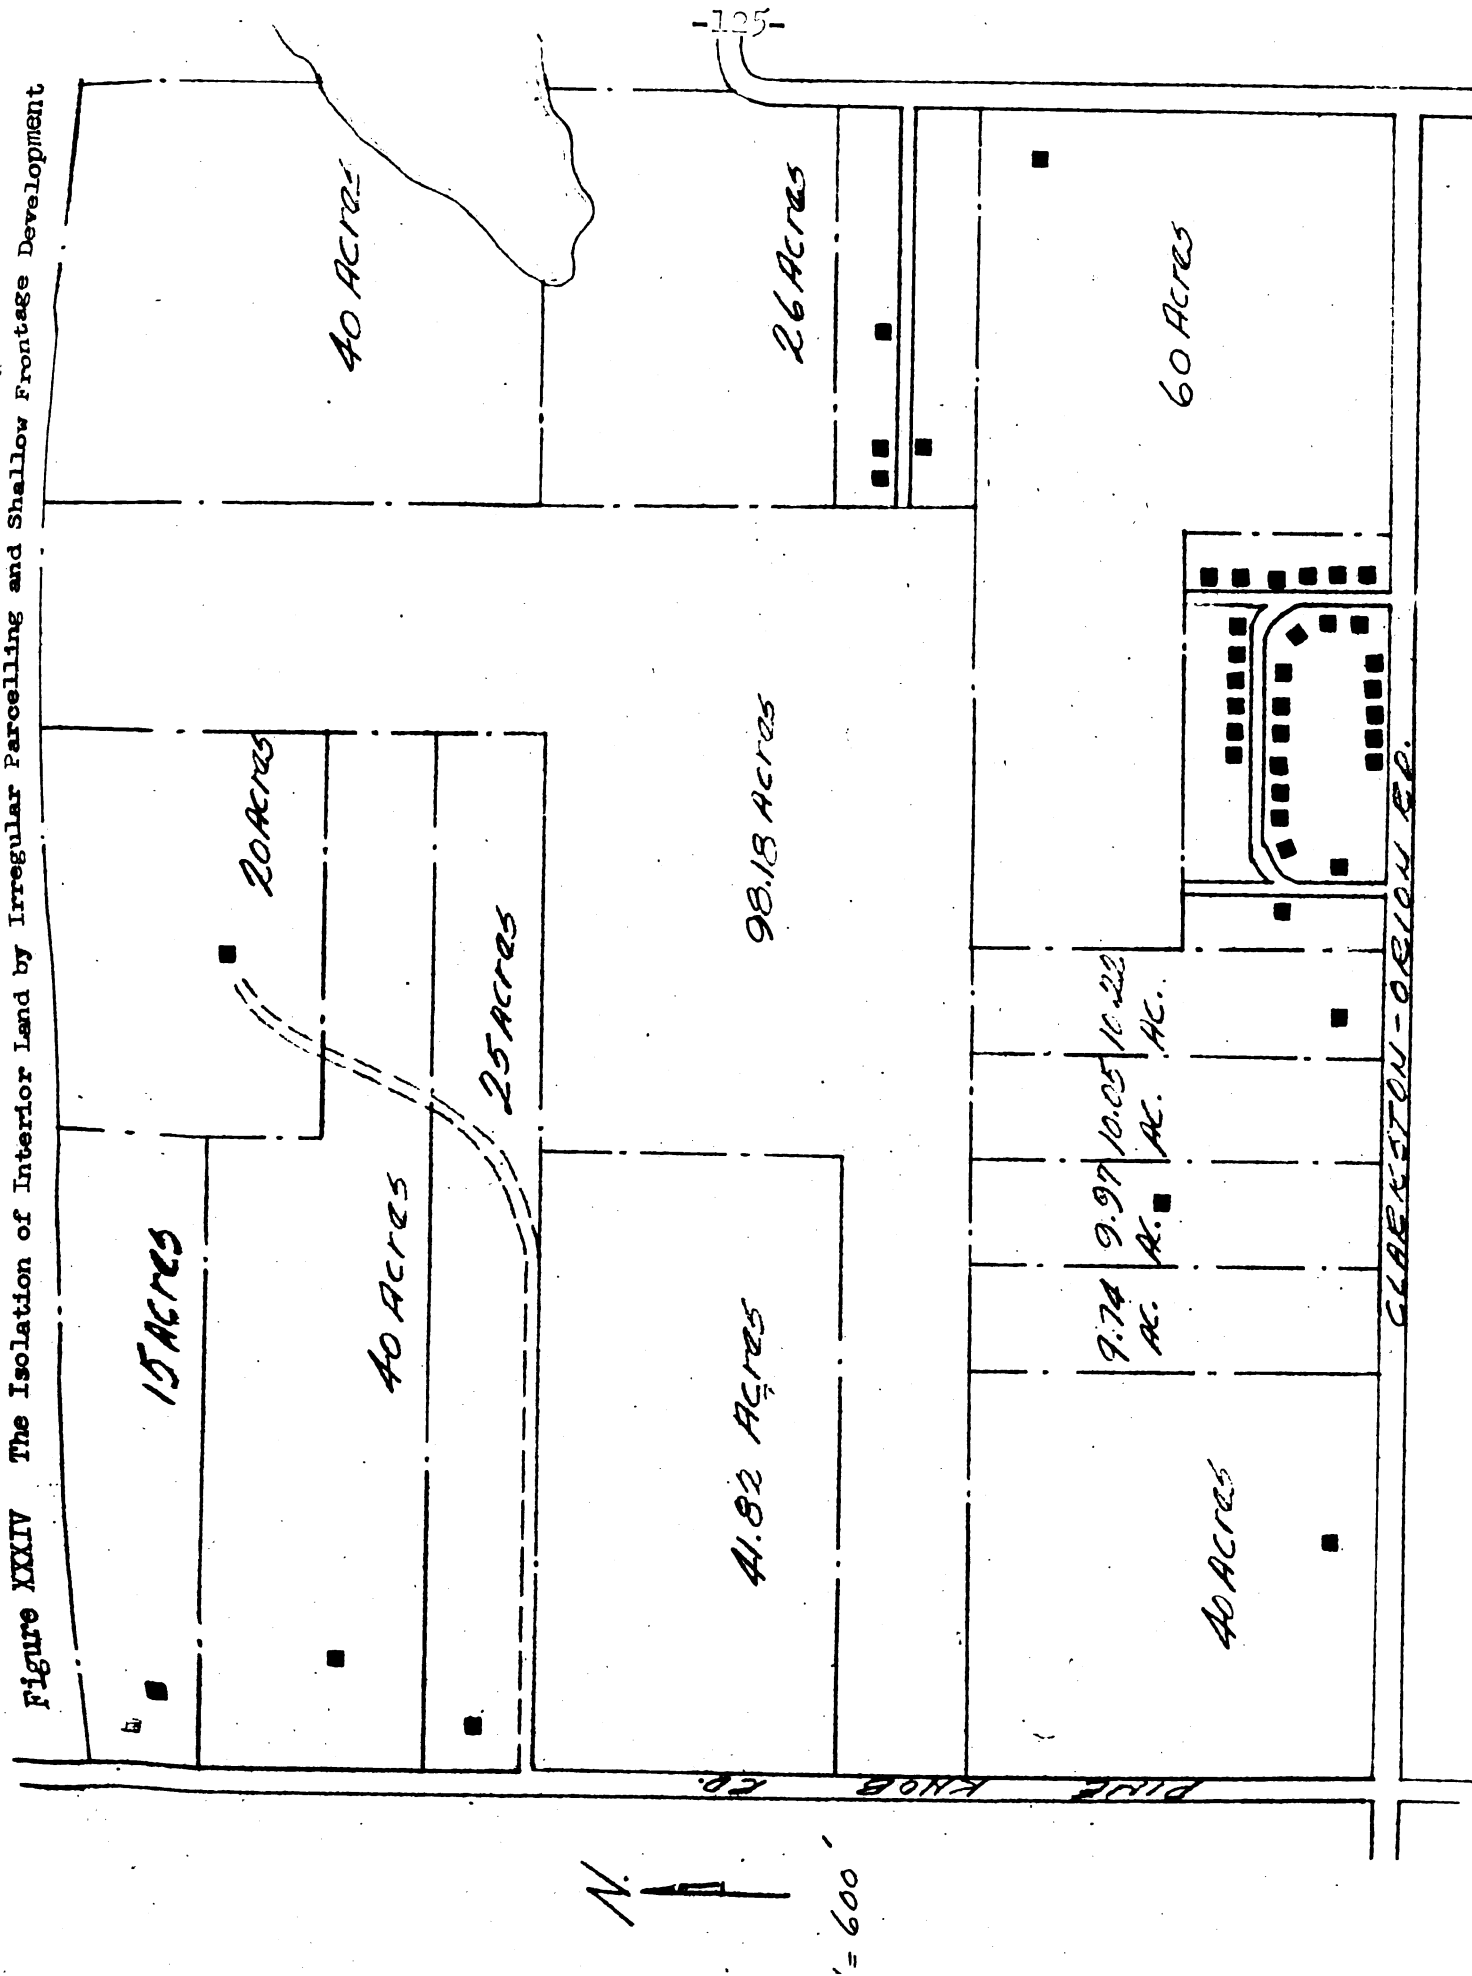 -125-
Figure XXXIV The Isolation of Interior Land by Irregular Parcelling and Shallow Frontage Development
15 Acres
20 Acres
40 Acres
40 Acres
25 Acres
26 Acres
41.82 Acres
98.18 Acres
60 Acres
40 Acres
9.74 AC.
9.97 AC.
10.05 AC.
10.22 AC.
PINE KNOB RD.
CLARKSTON-ORION RD.
N.
= 600'